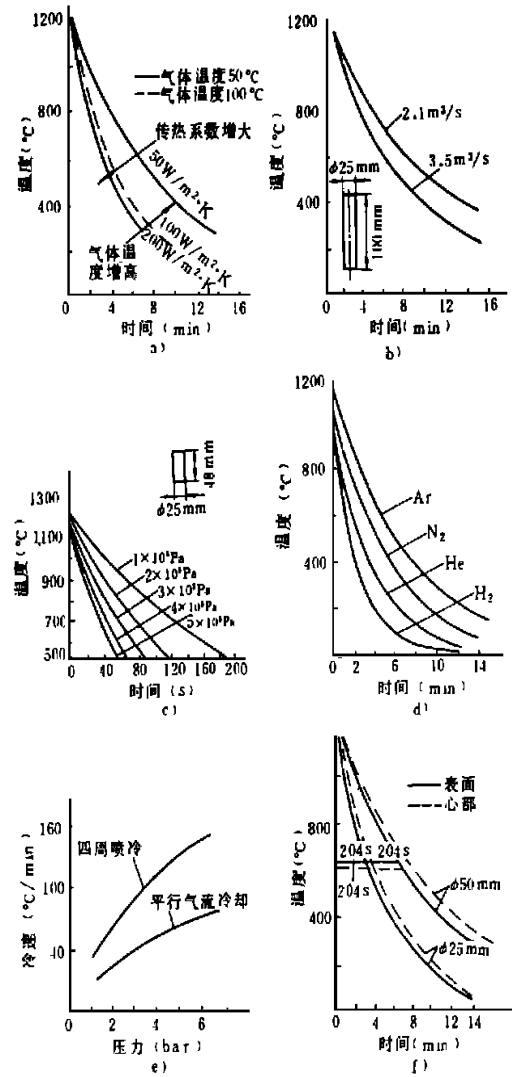 1200
800
400
温度(°C)
气体温度50℃
气体温度100℃
传热系数增大
50W/m²·K
100W/m²·K
200W/m²·K
气体温
度增高
0 4 8 12 16
时间(min)
a)
1200
800
400
温度(°C)
2.1m³/s
3.5m³/s
φ25mm
100mm
0 4 8 12 16
时间(min)
b)
1300
1100
900
700
500
温度(°C)
48mm
φ25mm
1×10⁵Pa
2×10⁵Pa
3×10⁵Pa
4×10⁵Pa
5×10⁵Pa
0 40 80 120 160 200
时间(s)
c)
1200
800
400
温度(°C)
Ar
N₂
He
H₂
0 2 6 10 14
时间(min)
d)
160
冷速(°C/min)
四周喷冷
平行气流冷却
0 2 4 6
压力(bar)
e)
800
400
温度(°C)
表面
心部
204s 204s
204s
φ50mm
φ25mm
0 4 8 12 14
时间(min)
f)